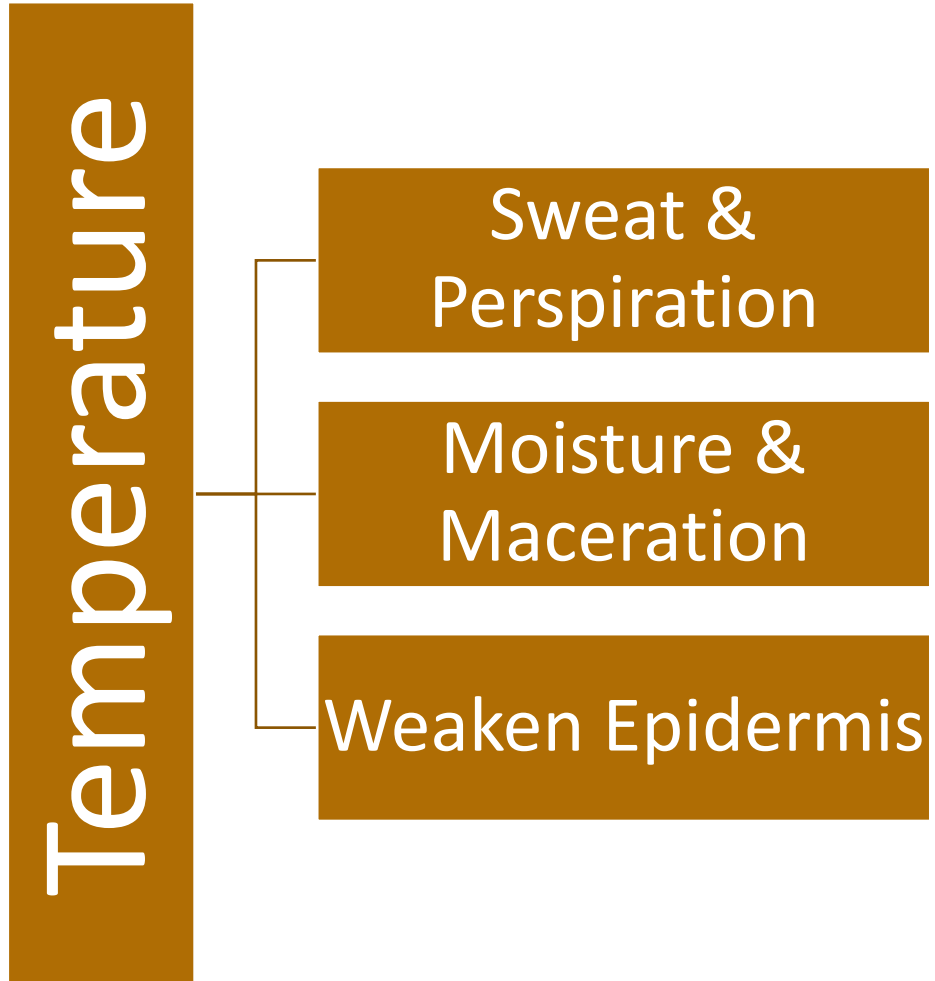 Temperature
Sweat &
Perspiration
Moisture &
Maceration
Weaken Epidermis